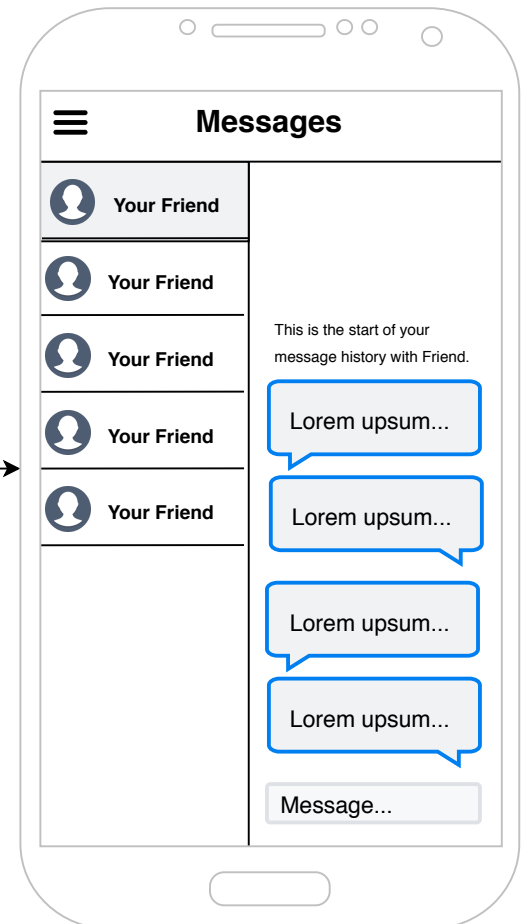 Messages
Your Friend
Your Friend
Your Friend
Your Friend
Your Friend
This is the start of your
message history with Friend.
Lorem upsum...
Lorem upsum...
Lorem upsum...
Lorem upsum...
Message...